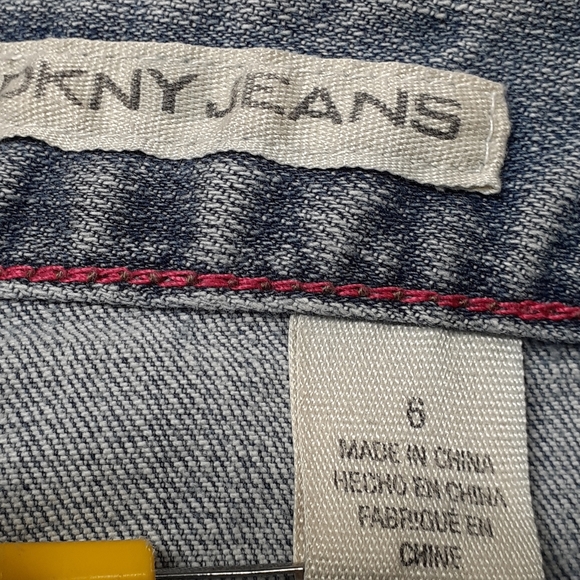 DKNY JEANS
6
MADE IN CHINA
HECHO EN CHINA
FABRIQUÉ EN
CHINE